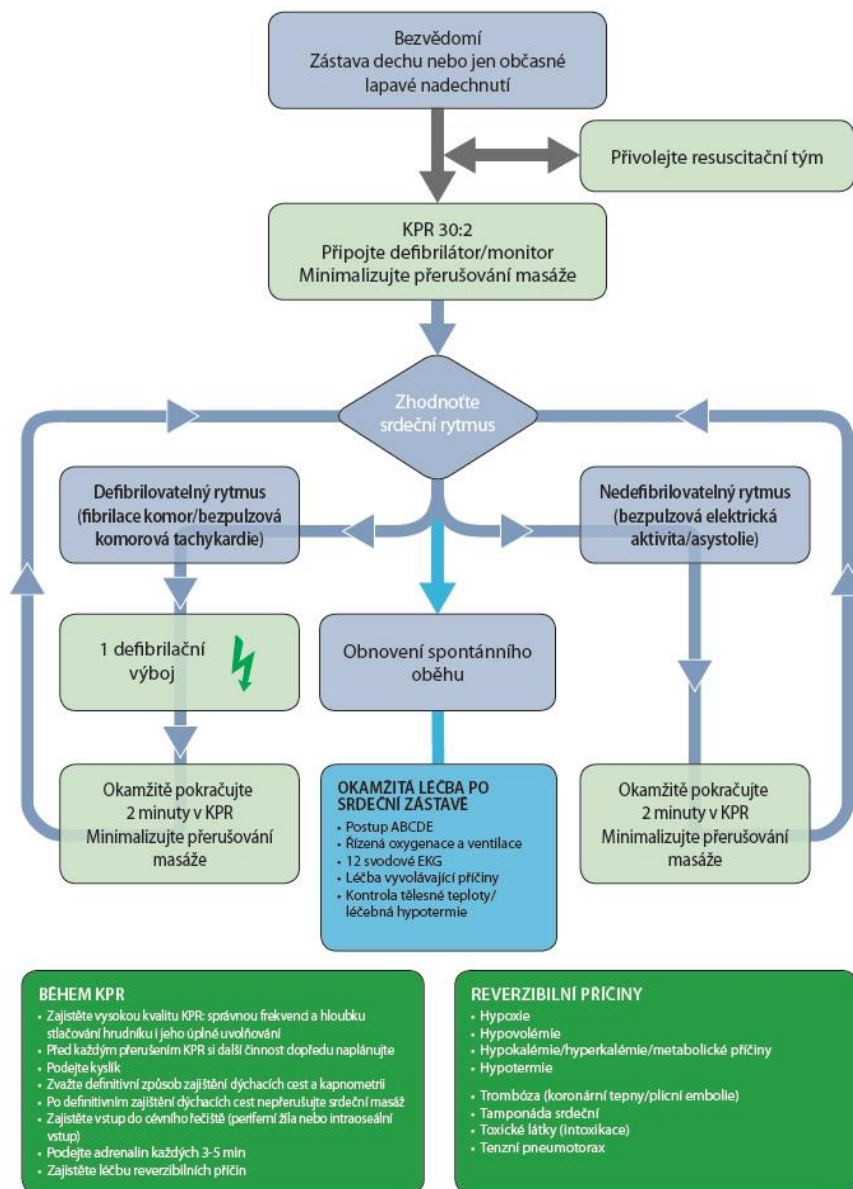 Bezvědomí
Zástava dechu nebo jen občasné
lapavé nadechnutí
Přivolejte resuscitační tým
KPR 30:2
Připojte defibrilátor/monitor
Minimalizujte přerušování masáže
Zhodnoťte
srdeční rytmus
Defibrilovatelný rytmus
(fibrilace komor/bezpulzová
komorová tachykardie)
Nedefibrilovatelný rytmus
(bezpulzová elektrická
aktivita/asystolie)
1 defibrilační
výboj
Obnovení spontánního
oběhu
Okamžitě pokračujte
2 minuty v KPR
Minimalizujte přerušování
masáže
OKAMŽITÁ LÉČBA PO
SRDEČNÍ ZÁSTAVĚ
• Postup ABCDE
• Řízená oxygenace a ventilace
• 12 svodové EKG
• Léčba vyvolávající příčiny
• Kontrola tělesné teploty/
léčebná hypotermie
Okamžitě pokračujte
2 minuty v KPR
Minimalizujte přerušování
masáže
BĚHEM KPR
• Zajistěte vysokou kvalitu KPR: správnou frekvenci a hloubku
stlačování hrudníku i jeho úplné uvolňování
• Před každým přerušením KPR si další činnost dopředu naplánujte
• Podejte kyslík
• Zvažte definitivní způsob zajištění dýchacích cest a kapnometrii
• Po definitivním zajištění dýchacích cest nepřerušujte srdeční masáž
• Zajistěte vstup do cévního řečiště (periferní žíla nebo intraoseální
vstup)
• Podejte adrenalin každých 3-5 min
• Zajistěte léčbu reverzibilních příčin
REVERZIBILNÍ PŘÍČINY
• Hypoxie
• Hypovolémie
• Hypokalémie/hyperkalémie/metabolické příčiny
• Hypotermie
• Trombóza (koronární tepny/plicní embolie)
• Tamponáda srdeční
• Toxické látky (intoxikace)
• Tenzní pneumotorax